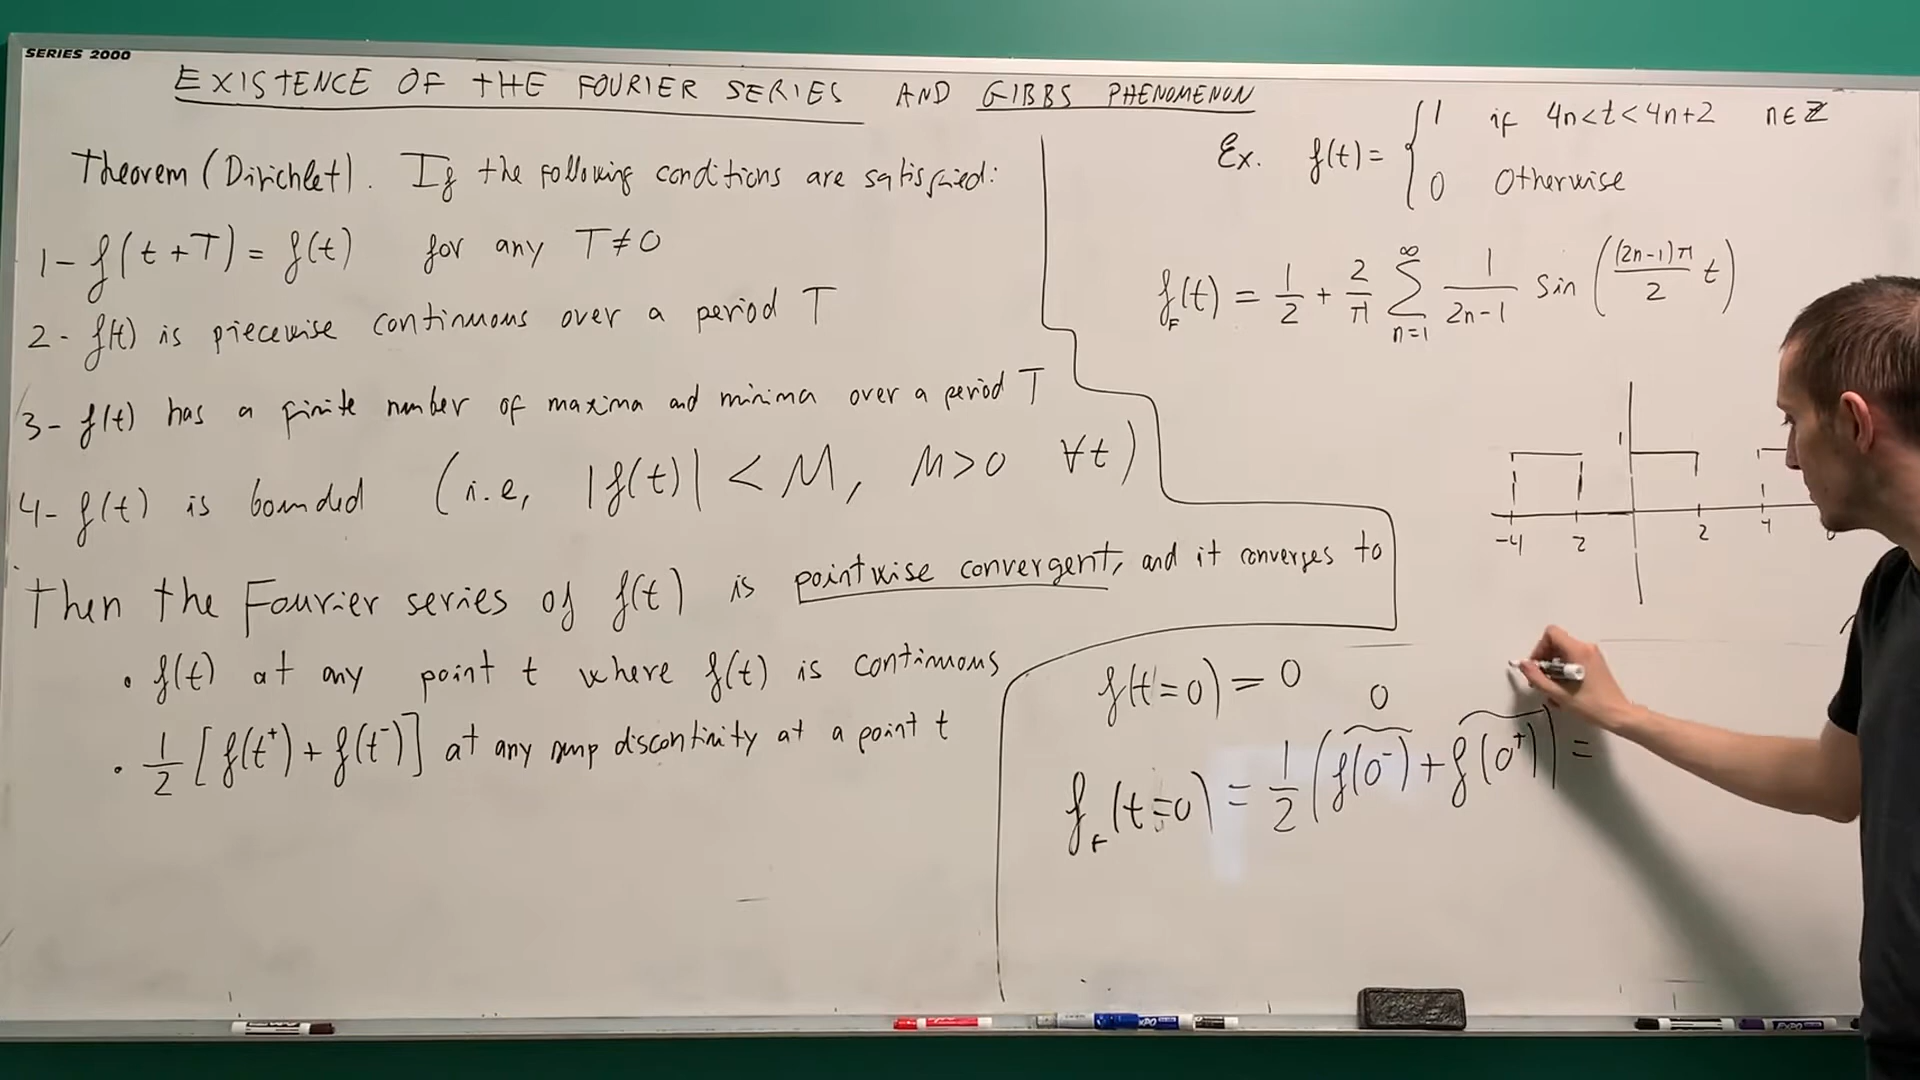 SERIES 2000
EXISTENCE OF THE FOURIER SERIES AND GIBBS PHENOMENON
Theorem (Dirichlet). If the following conditions are satisfied:
1- f(t+T) = f(t) for any T≠0
2- f(t) is piecewise continuous over a period T
3- f(t) has a finite number of maxima and minima over a period T
4- f(t) is bounded (i.e, |f(t)| < M, M>0 ∀t)
Then the Fourier series of f(t) is pointwise convergent, and it converges to
• f(t) at any point t where f(t) is continuous
• 1/2 [f(t⁺) + f(t⁻)] at any jump discontinuity at a point t
Ex. f(t) = { 1 if 4n<t<4n+2 n∈ℤ
0 Otherwise
f_F(t) = 1/2 + 2/π ∑_{n=1}^{∞} 1/(2n-1) sin((2n-1)π/2 t)
1
-4 2 2 4
f(t=0) = 0
0
f_F(t=0) = 1/2 (f(0⁻) + f(0⁺)) =
EXPO
EXPO